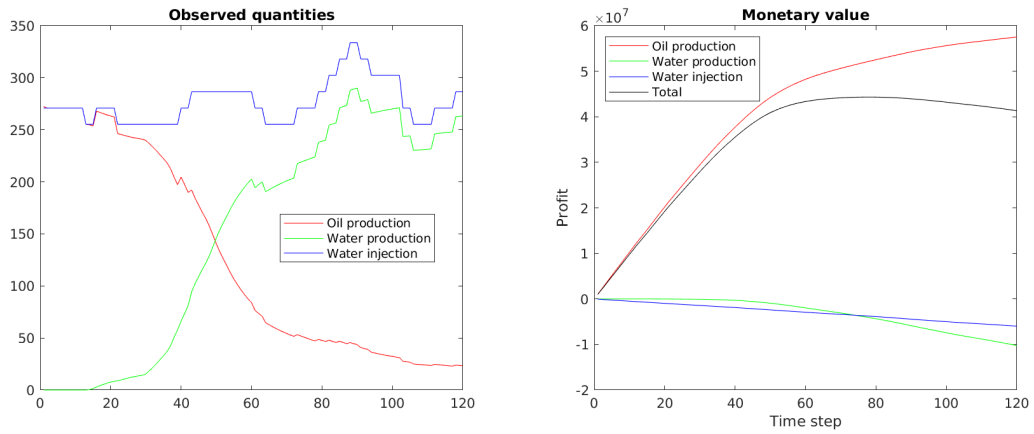 Observed quantities
350
300
250
200
150
100
50
0
0 20 40 60 80 100 120
Oil production
Water production
Water injection
Monetary value
×10⁷
Profit
6
5
4
3
2
1
0
-1
-2
0 20 40 60 80 100 120
Time step
Oil production
Water production
Water injection
Total